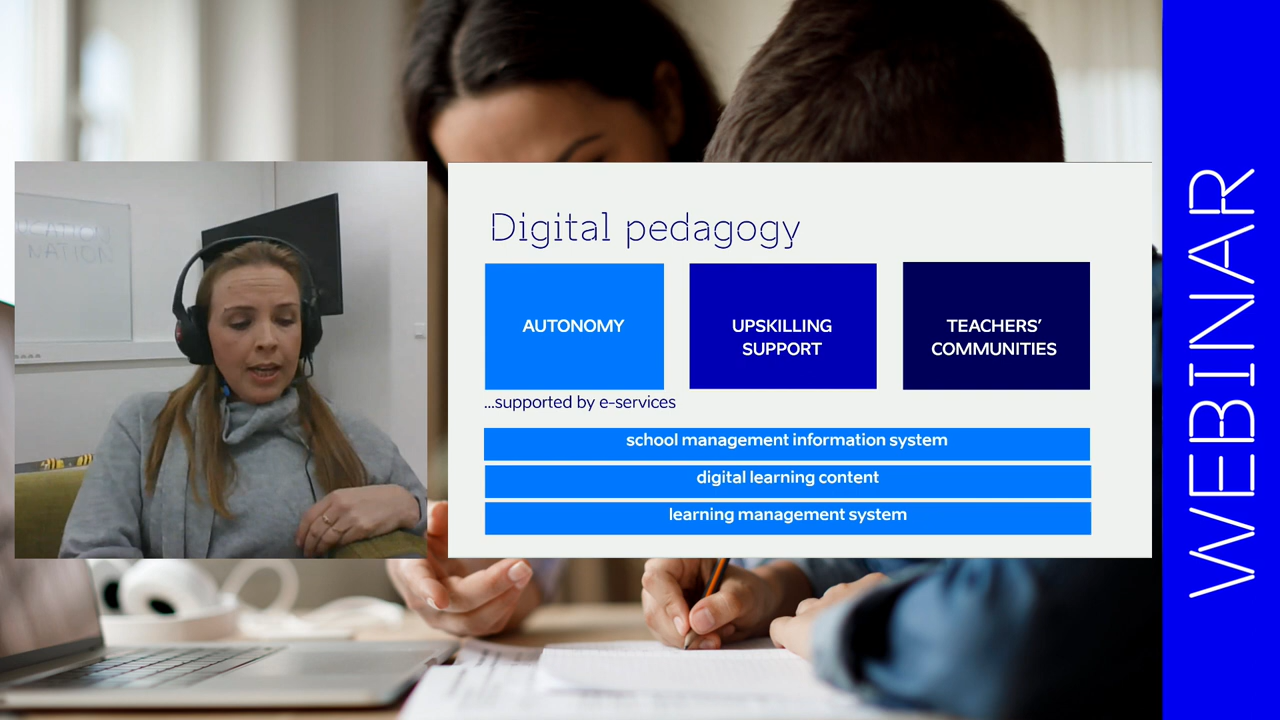 Digital pedagogy
AUTONOMY
UPSKILLING
SUPPORT
TEACHERS’
COMMUNITIES
...supported by e-services
school management information system
digital learning content
learning management system
WEBINAR